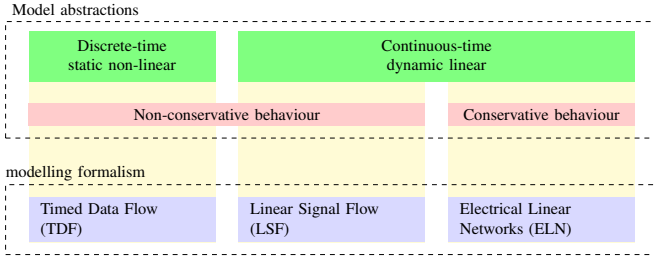 Model abstractions
Discrete-time
static non-linear
Continuous-time
dynamic linear
Non-conservative behaviour
Conservative behaviour
modelling formalism
Timed Data Flow
(TDF)
Linear Signal Flow
(LSF)
Electrical Linear
Networks (ELN)